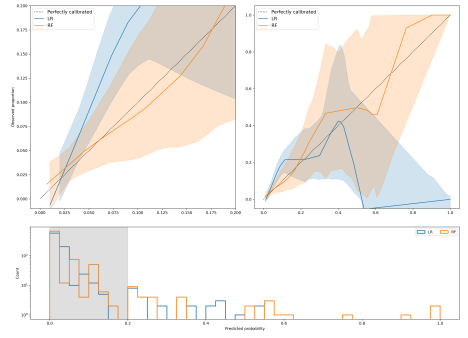 Perfectly calibrated
LR
RF
Observed proportion
0.200
0.175
0.150
0.125
0.100
0.075
0.050
0.025
0.000
0.000 0.025 0.050 0.075 0.100 0.125 0.150 0.175 0.200
Perfectly calibrated
LR
RF
1.0
0.8
0.6
0.4
0.2
0.0
0.0 0.2 0.4 0.6 0.8 1.0
LR RF
Count
10²
10¹
10⁰
0.0 0.2 0.4 0.6 0.8 1.0
Predicted probability